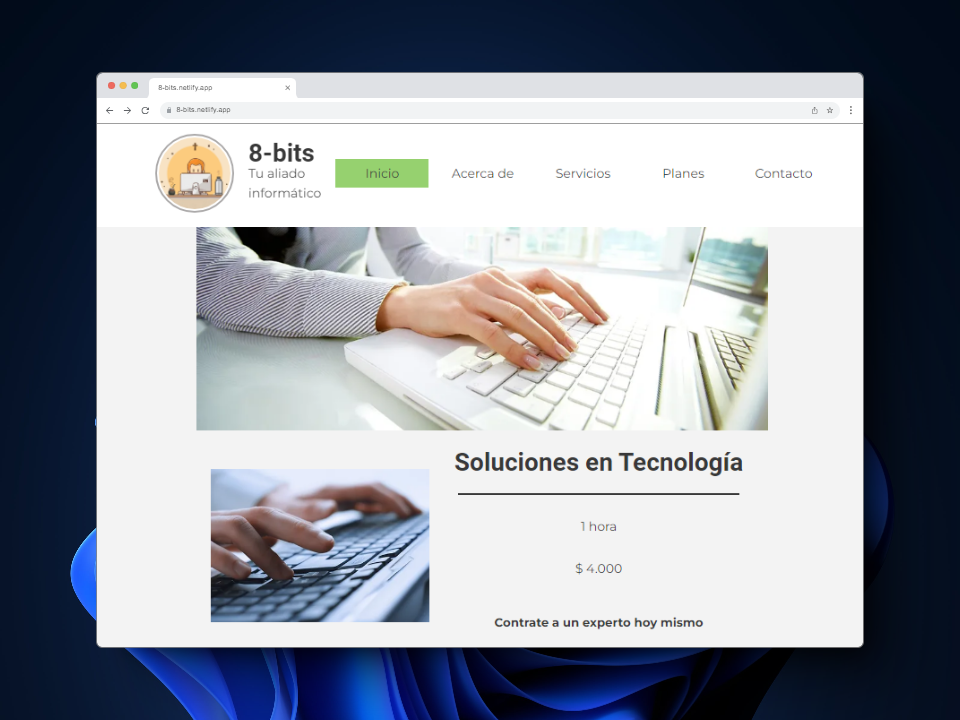 8-bits.netlify.app
8-bits.netlify.app
8-bits
Tu aliado
informático
Inicio
Acerca de
Servicios
Planes
Contacto
Soluciones en Tecnología
1 hora
$ 4.000
Contrate a un experto hoy mismo